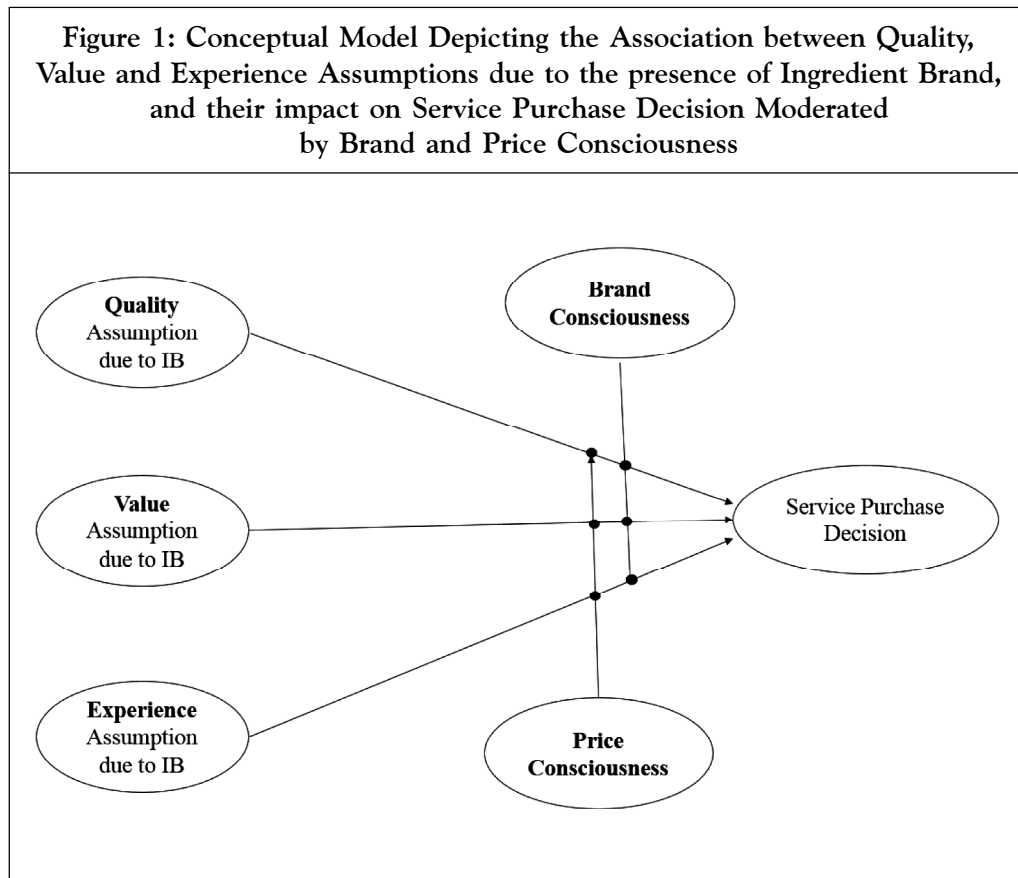 Figure 1: Conceptual Model Depicting the Association between Quality,
Value and Experience Assumptions due to the presence of Ingredient Brand,
and their impact on Service Purchase Decision Moderated
by Brand and Price Consciousness
Quality
Assumption
due to IB
Brand
Consciousness
Value
Assumption
due to IB
Service Purchase
Decision
Experience
Assumption
due to IB
Price
Consciousness